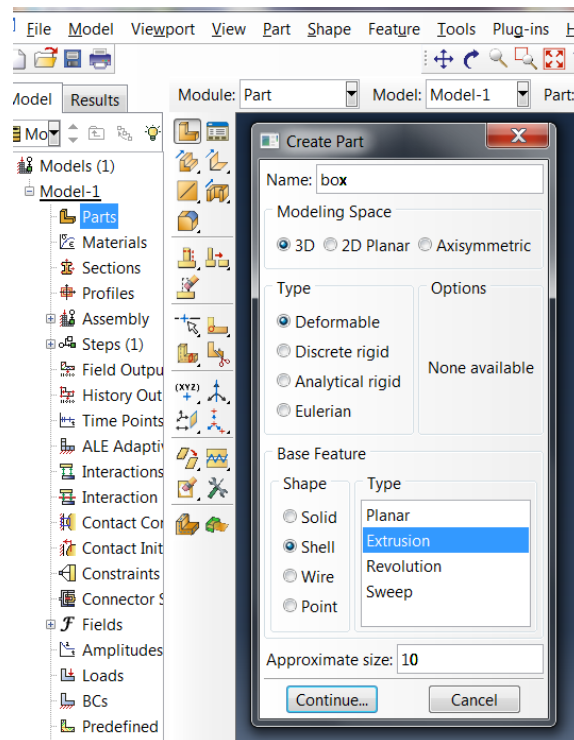 File Model Viewport View Part Shape Feature Tools Plug-ins H
Model Results
Module: Part Model: Model-1 Part:
Mo
Models (1)
Model-1
Parts
Materials
Sections
Profiles
Assembly
Steps (1)
Field Outpu
History Out
Time Points
ALE Adapti
Interactions
Interaction
Contact Con
Contact Init
Constraints
Connector S
Fields
Amplitudes
Loads
BCs
Predefined
(XYZ)
Create Part
Name: box
Modeling Space
3D 2D Planar Axisymmetric
Type Options
Deformable
Discrete rigid
Analytical rigid
Eulerian
None available
Base Feature
Shape Type
Solid
Shell
Wire
Point
Planar
Extrusion
Revolution
Sweep
Approximate size: 10
Continue... Cancel